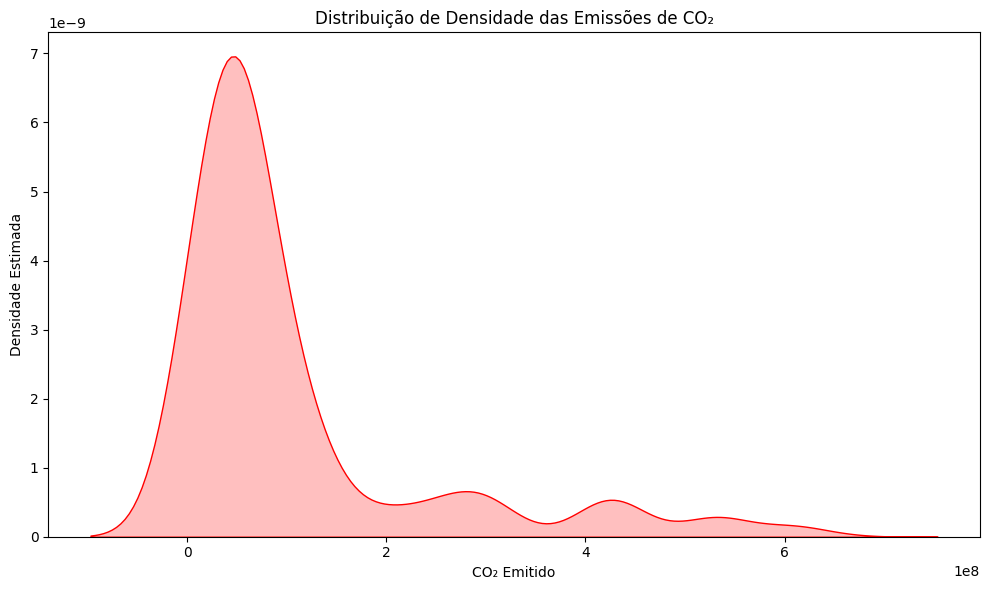 Distribuição de Densidade das Emissões de CO₂
1e−9
7
6
5
4
3
2
1
0
Densidade Estimada
0 2 4 6
1e8
CO₂ Emitido